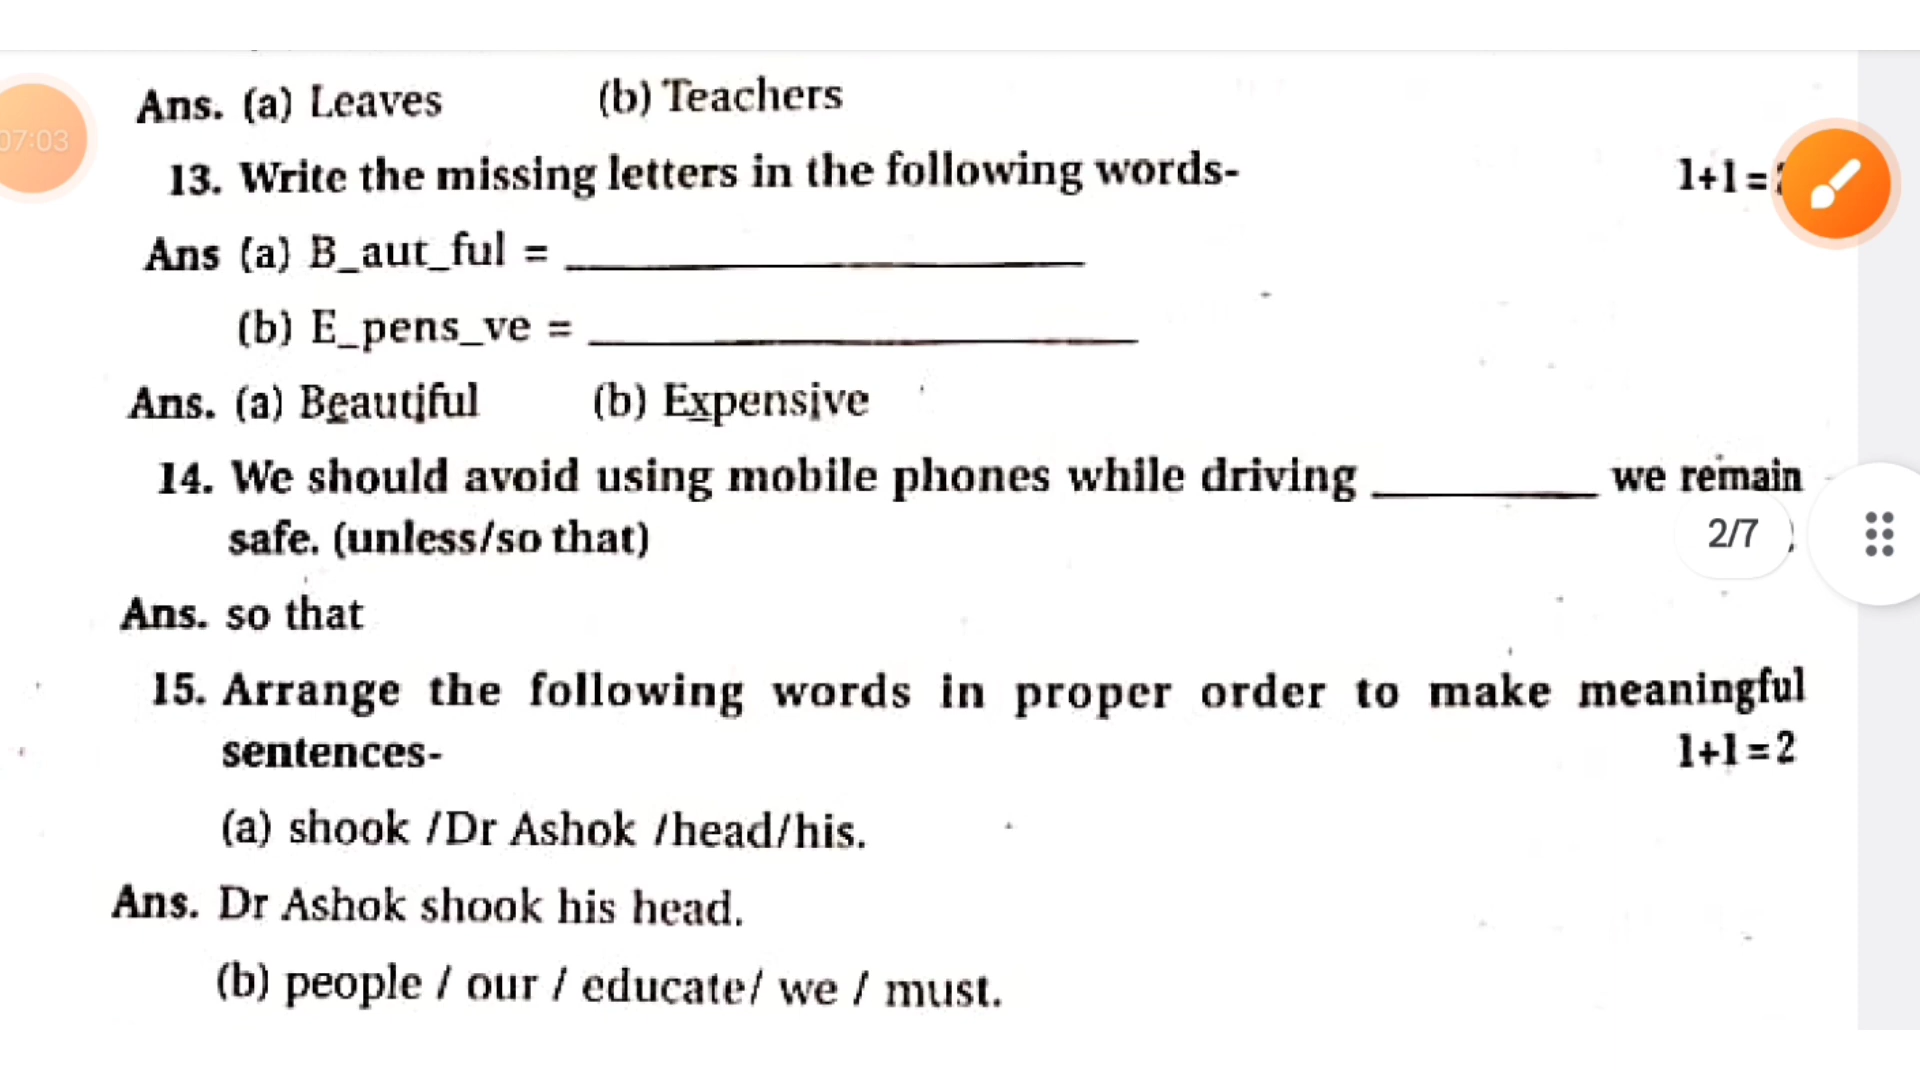 Ans. (a) Leaves (b) Teachers
07:03
13. Write the missing letters in the following words- 1+1=
Ans (a) B_aut_ful = ____________
(b) E_pens_ve = ____________
Ans. (a) Beautiful (b) Expensive
14. We should avoid using mobile phones while driving ________ we remain
safe. (unless/so that)
2/7
Ans. so that
15. Arrange the following words in proper order to make meaningful
sentences- 1+1=2
(a) shook /Dr Ashok /head/his.
Ans. Dr Ashok shook his head.
(b) people / our / educate/ we / must.